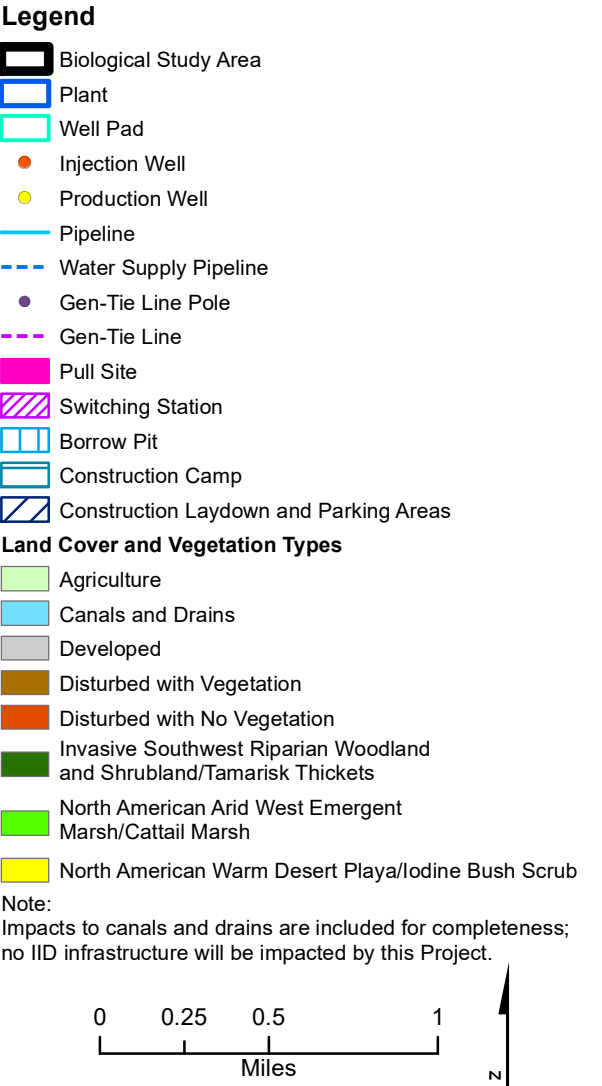 Legend
Biological Study Area
Plant
Well Pad
Injection Well
Production Well
Pipeline
Water Supply Pipeline
Gen-Tie Line Pole
Gen-Tie Line
Pull Site
Switching Station
Borrow Pit
Construction Camp
Construction Laydown and Parking Areas
Land Cover and Vegetation Types
Agriculture
Canals and Drains
Developed
Disturbed with Vegetation
Disturbed with No Vegetation
Invasive Southwest Riparian Woodland
and Shrubland/Tamarisk Thickets
North American Arid West Emergent
Marsh/Cattail Marsh
North American Warm Desert Playa/Iodine Bush Scrub
Note:
Impacts to canals and drains are included for completeness;
no IID infrastructure will be impacted by this Project.
0 0.25 0.5 1
Miles
N